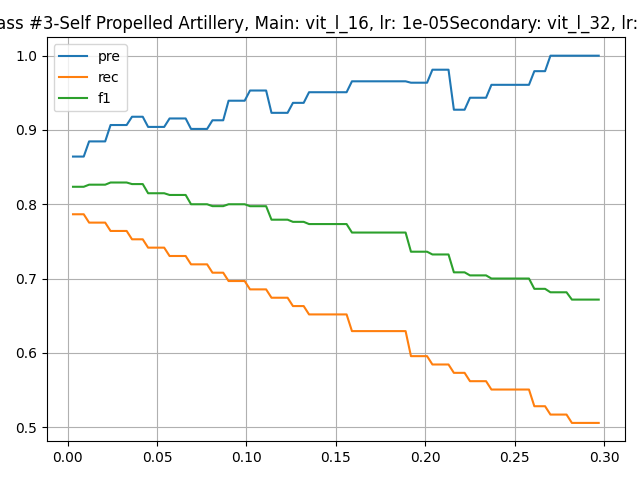 ass #3-Self Propelled Artillery, Main: vit_l_16, lr: 1e-05Secondary: vit_l_32, lr:
pre
rec
f1
1.0
0.9
0.8
0.7
0.6
0.5
0.00 0.05 0.10 0.15 0.20 0.25 0.30